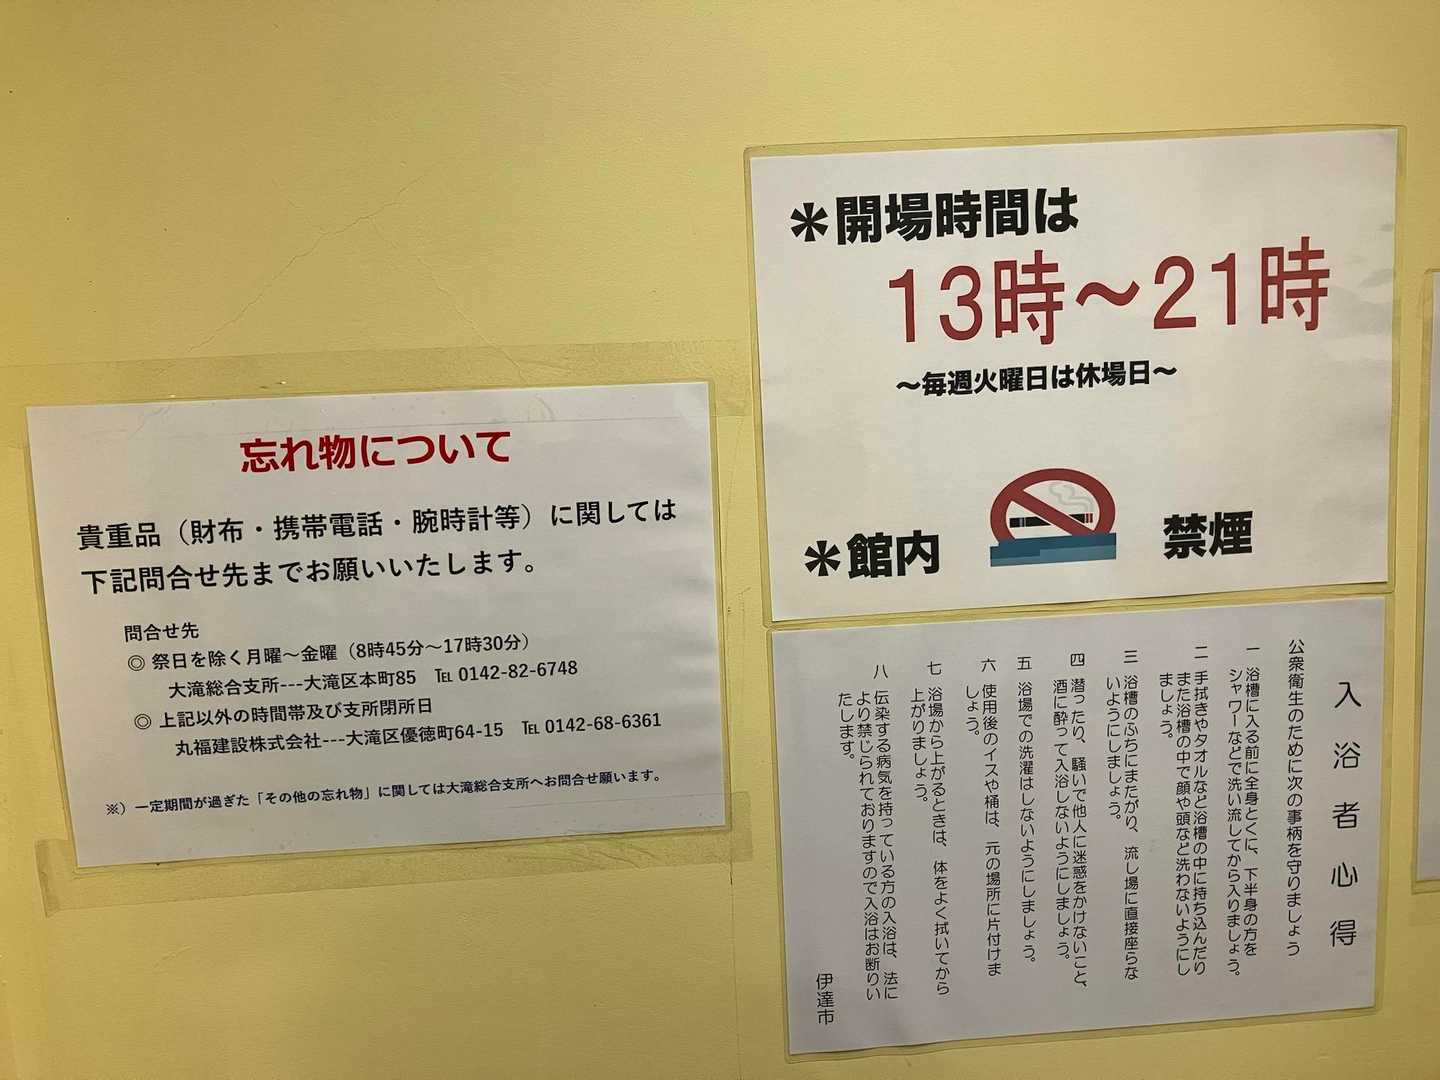 忘れ物について
貴重品（財布・携帯電話・腕時計等）に関しては
下記問合せ先までお願いいたします。
問合せ先
◎ 祭日を除く月曜～金曜（8時45分～17時30分）
大滝総合支所---大滝区本町85　℡ 0142-82-6748
◎ 上記以外の時間帯及び支所閉所日
丸福建設株式会社---大滝区優徳町64-15　℡ 0142-68-6361
※）一定期間が過ぎた「その他の忘れ物」に関しては大滝総合支所へお問合せ願います。
＊開場時間は
13時～21時
～毎週火曜日は休場日～
＊館内　禁煙
入浴者心得
公衆衛生のために次の事柄を守りましょう
一 浴槽に入る前に全身とくに、下半身の方を
シャワーなどで洗い流してから入りましょう。
二 手拭きやタオルなど浴槽の中に持ち込んだり
また浴槽の中で顔や頭など洗わないようにし
ましょう。
三 浴槽のふちにまたがり、流し場に直接座らな
いようにしましょう。
四 潜ったり、騒いで他人に迷惑をかけないこと、
酒に酔って入浴しないようにしましょう。
五 浴場での洗濯はしないようにしましょう。
六 使用後のイスや桶は、元の場所に片付けま
しょう。
七 浴場から上がるときは、体をよく拭いてから
上がりましょう。
八 伝染する病気を持っている方の入浴は、法に
より禁じられておりますので入浴はお断りい
たします。
伊達市